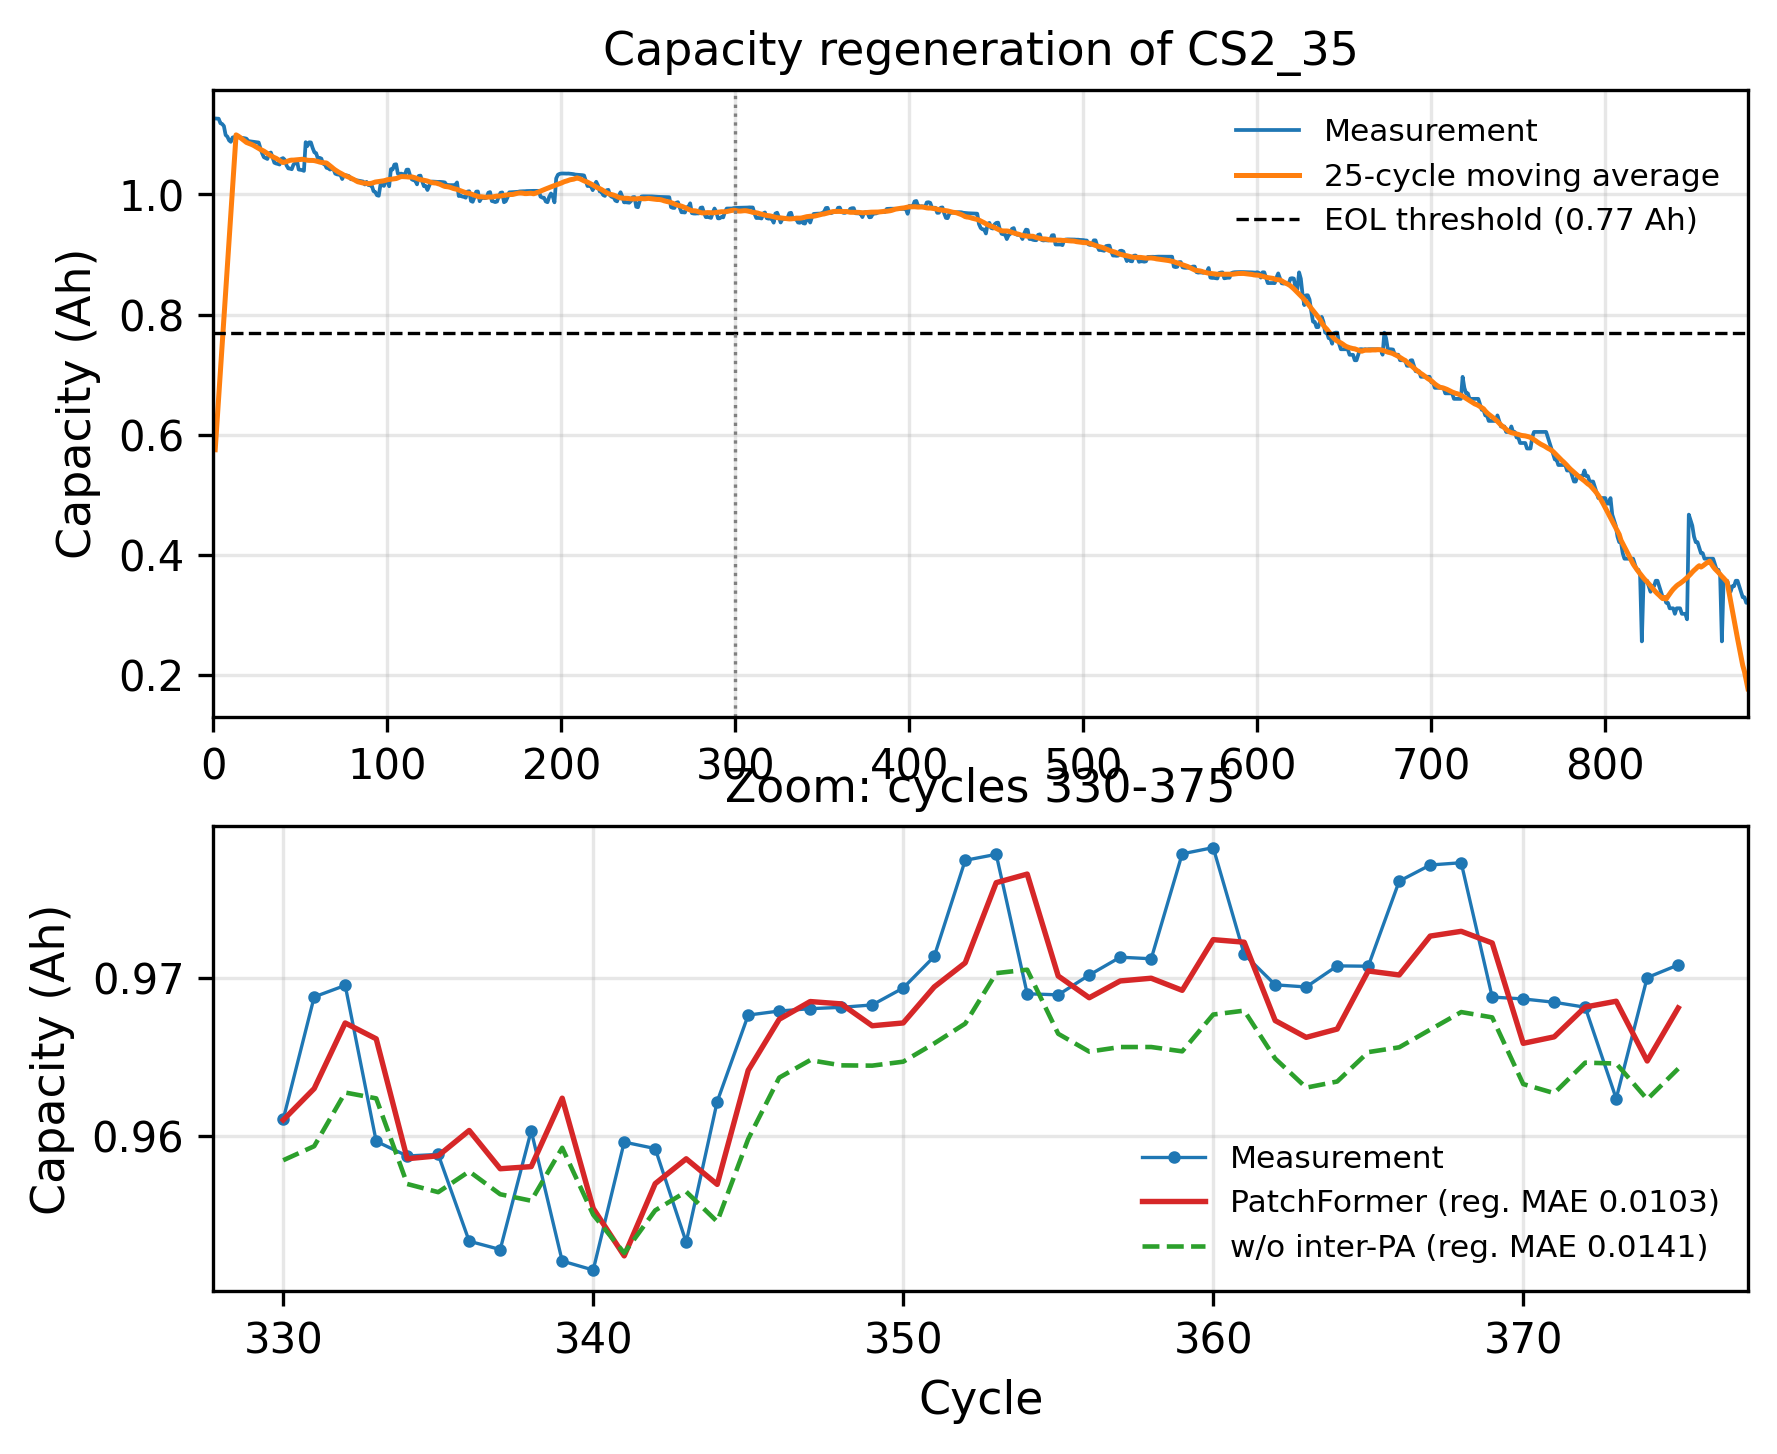 Capacity regeneration of CS2_35
Capacity (Ah)
1.0
0.8
0.6
0.4
0.2
Measurement
25-cycle moving average
EOL threshold (0.77 Ah)
0 100 200 300 400 500 600 700 800
Zoom: cycles 330-375
Capacity (Ah)
0.97
0.96
Measurement
PatchFormer (reg. MAE 0.0103)
w/o inter-PA (reg. MAE 0.0141)
330 340 350 360 370
Cycle